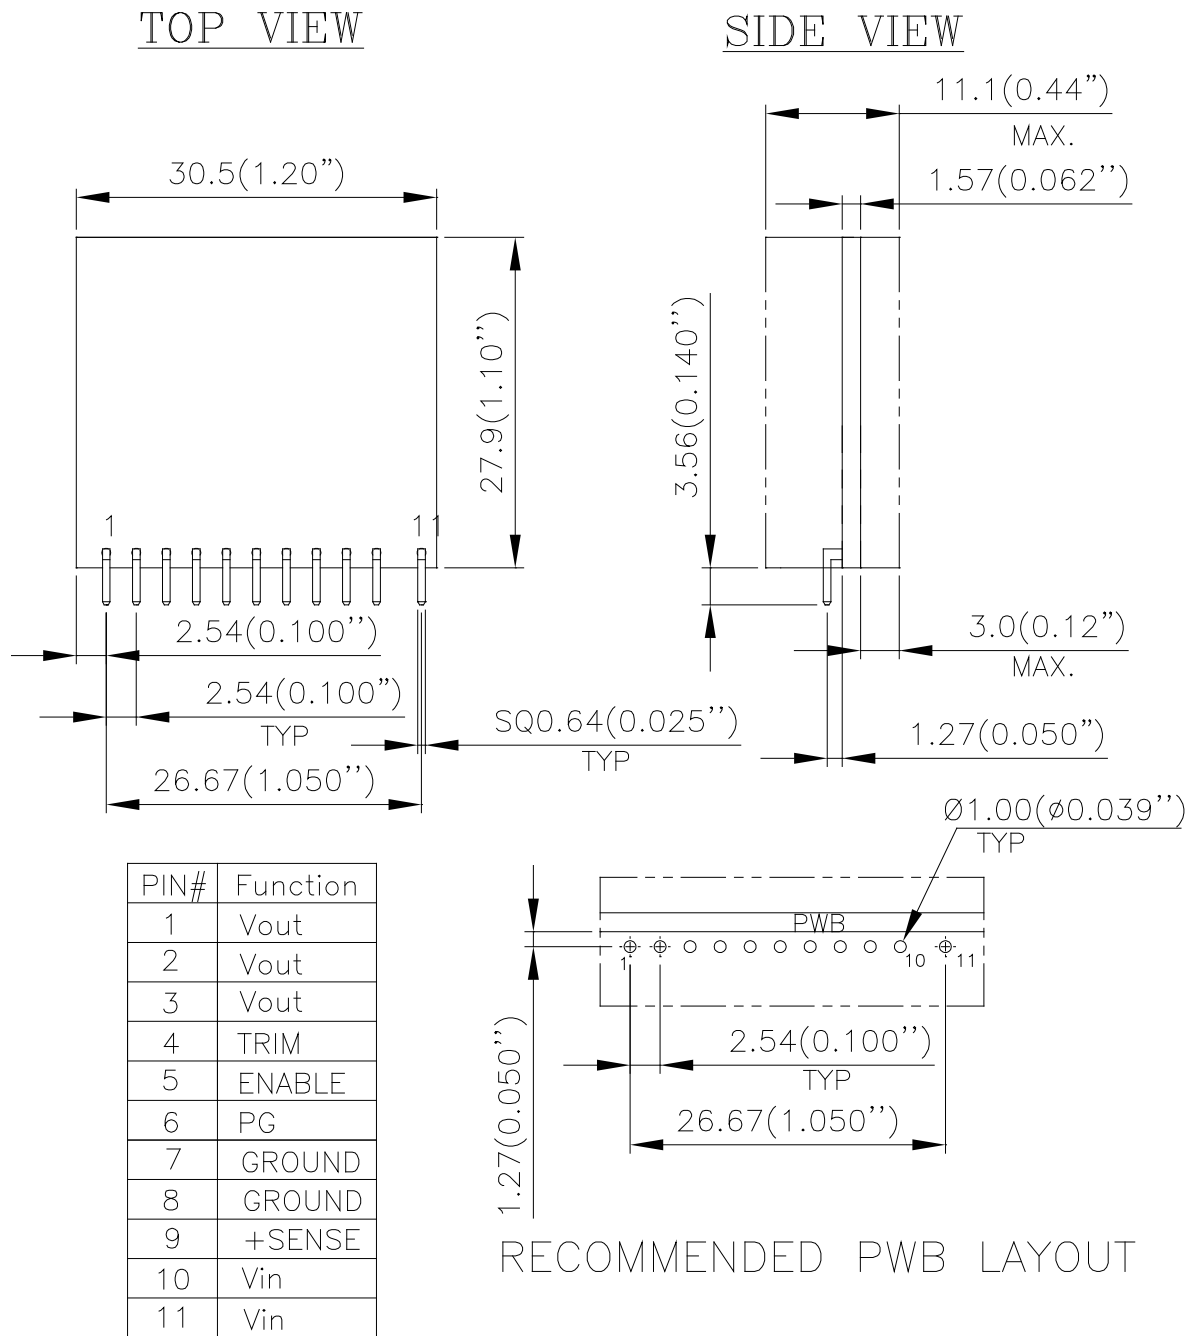 TOP VIEW
SIDE VIEW
11.1(0.44”)
MAX.
30.5(1.20”)
1.57(0.062’’)
27.9(1.10’’)
3.56(0.140’’)
1
11
2.54(0.100’’)
3.0(0.12”)
MAX.
2.54(0.100”)
TYP
SQ0.64(0.025’’)
TYP
1.27(0.050”)
26.67(1.050’’)
Ø1.00(ø0.039’’)
TYP
PIN# Function
1 Vout
2 Vout
3 Vout
4 TRIM
5 ENABLE
6 PG
7 GROUND
8 GROUND
9 +SENSE
10 Vin
11 Vin
PWB
1
10
11
1.27(0.050’’)
2.54(0.100’’)
TYP
26.67(1.050’’)
RECOMMENDED PWB LAYOUT